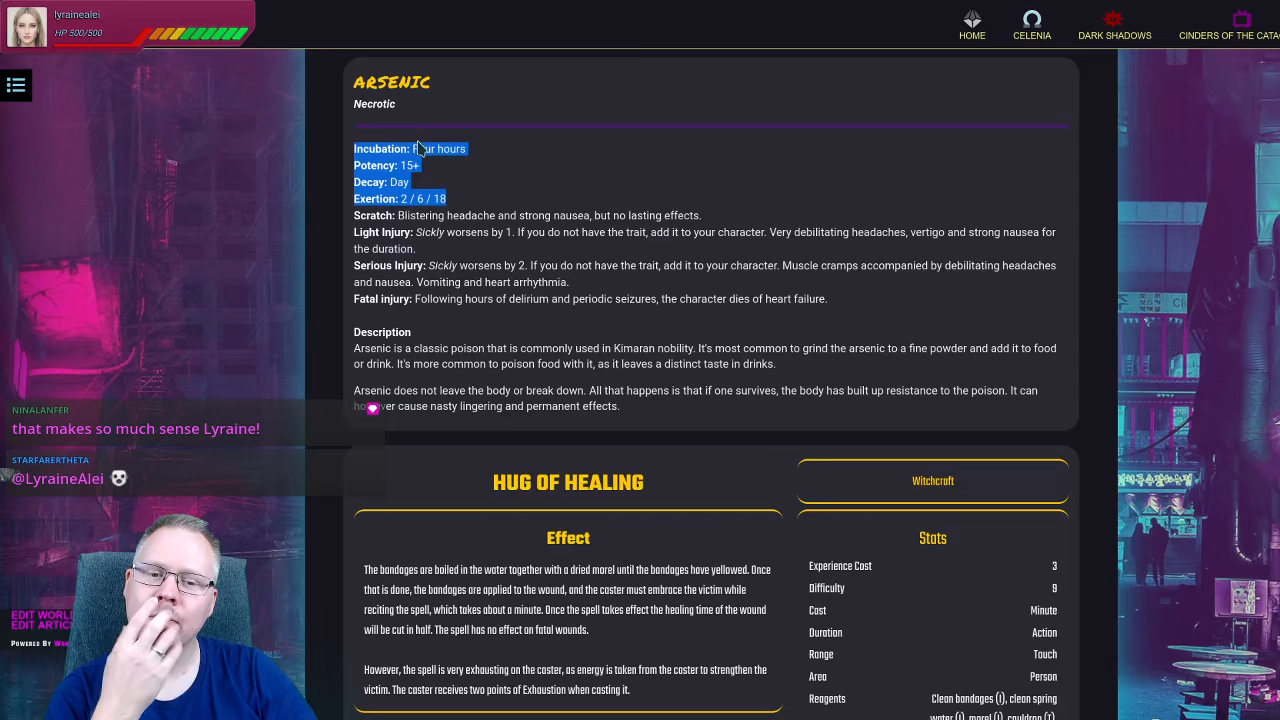 lyrainealei
HP 500/500
HOME
CELENIA
DARK SHADOWS
CINDERS OF THE CATA
ARSENIC
Necrotic
Incubation: Four hours
Potency: 15+
Decay: Day
Exertion: 2 / 6 / 18
Scratch: Blistering headache and strong nausea, but no lasting effects.
Light Injury: Sickly worsens by 1. If you do not have the trait, add it to your character. Very debilitating headaches, vertigo and strong nausea for
the duration.
Serious Injury: Sickly worsens by 2. If you do not have the trait, add it to your character. Muscle cramps accompanied by debilitating headaches
and nausea. Vomiting and heart arrhythmia.
Fatal injury: Following hours of delirium and periodic seizures, the character dies of heart failure.
Description
Arsenic is a classic poison that is commonly used in Kimaran nobility. It's most common to grind the arsenic to a fine powder and add it to food
or drink. It's more common to poison food with it, as it leaves a distinct taste in drinks.
Arsenic does not leave the body or break down. All that happens is that if one survives, the body has built up resistance to the poison. It can
however cause nasty lingering and permanent effects.
NINALANFER
that makes so much sense Lyraine!
STARFARERTHETA
@LyraineAlei
EDIT WORL
EDIT ARTIC
POWERED BY WOR
HUG OF HEALING
Effect
The bandages are boiled in the water together with a dried morel until the bandages have yellowed. Once
that is done, the bandages are applied to the wound, and the caster must embrace the victim while
reciting the spell, which takes about a minute. Once the spell takes effect the healing time of the wound
will be cut in half. The spell has no effect on fatal wounds.
However, the spell is very exhausting on the caster, as energy is taken from the caster to strengthen the
victim. The caster receives two points of Exhaustion when casting it.
Witchcraft
Stats
Experience Cost 3
Difficulty 9
Cast Minute
Duration Action
Range Touch
Area Person
Reagents Clean bandages (1), clean spring
water (1), morel (1), cauldron (1)